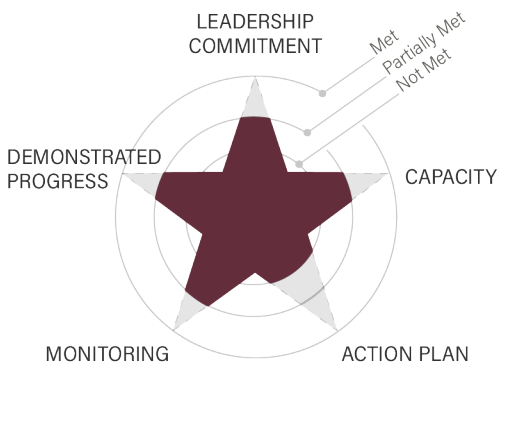 LEADERSHIP
COMMITMENT
Met
Partially Met
Not Met
DEMONSTRATED
PROGRESS
CAPACITY
MONITORING
ACTION PLAN